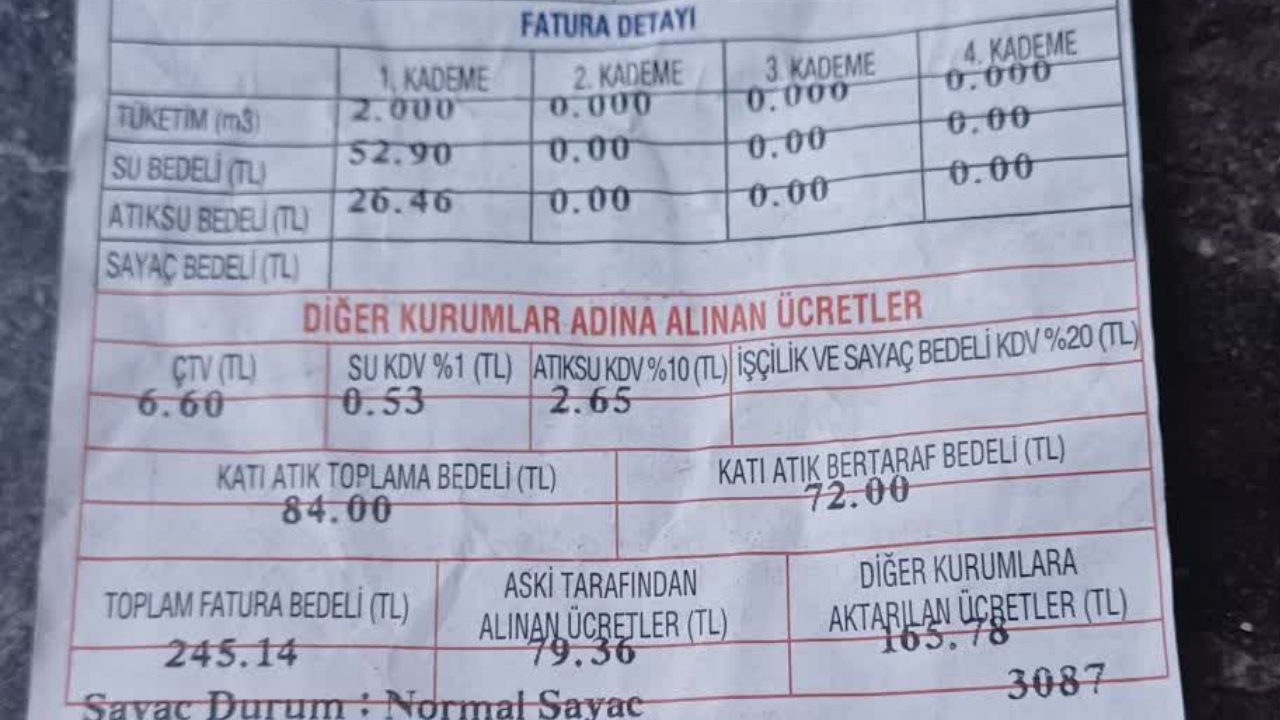 FATURA DETAYI
1. KADEME 2. KADEME 3. KADEME 4. KADEME
TÜKETİM (m3) 2.000 0.000 0.000 0.000
SU BEDELİ (TL) 52.90 0.00 0.00 0.00
ATIKSU BEDELİ (TL) 26.46 0.00 0.00 0.00
SAYAÇ BEDELİ (TL)
DİĞER KURUMLAR ADINA ALINAN ÜCRETLER
ÇTV (TL) SU KDV %1 (TL) ATIKSU KDV %10 (TL) İŞÇİLİK VE SAYAÇ BEDELİ KDV %20 (TL)
6.60 0.53 2.65
KATI ATIK TOPLAMA BEDELİ (TL) KATI ATIK BERTARAF BEDELİ (TL)
84.00 72.00
TOPLAM FATURA BEDELİ (TL) ASKİ TARAFINDAN ALINAN ÜCRETLER (TL) DİĞER KURUMLARA AKTARILAN ÜCRETLER (TL)
245.14 79.36 165.78
3087
Sayaç Durum : Normal Sayaç